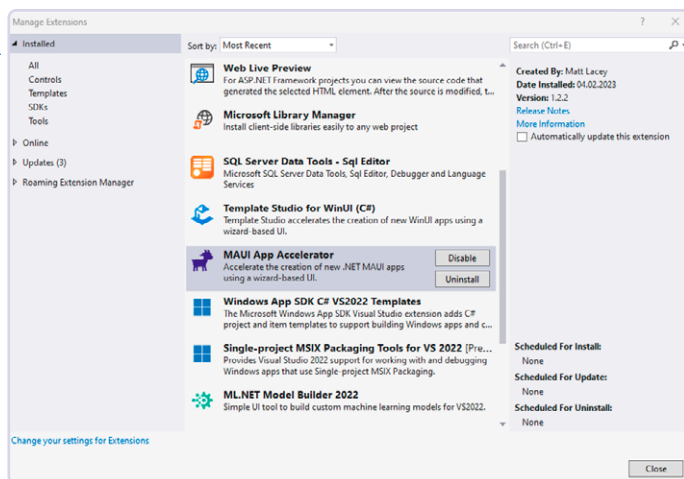 Manage Extensions
Installed
All
Controls
Templates
SDKs
Tools
Online
Updates (3)
Roaming Extension Manager
Change your settings for Extensions
Sort by: Most Recent
Web Live Preview
For ASP.NET Framework projects you can view the source code that
generated the selected HTML element. After the source is modified, t...
Microsoft Library Manager
Install client-side libraries easily to any web project
SQL Server Data Tools - Sql Editor
Microsoft SQL Server Data Tools, Sql Editor, Debugger and Language
Services
Template Studio for WinUI (C#)
Template Studio accelerates the creation of new WinUI apps using a
wizard-based UI.
MAUI App Accelerator
Accelerate the creation of new .NET MAUI apps
using a wizard-based UI.
Disable
Uninstall
Windows App SDK C# VS2022 Templates
The Microsoft Windows App SDK Visual Studio extension adds C#
project and item templates to support building Windows apps and c...
Single-project MSIX Packaging Tools for VS 2022 [Pre...
Provides Visual Studio 2022 support for working with and debugging
Windows apps that use Single-project MSIX Packaging.
ML.NET Model Builder 2022
Simple UI tool to build custom machine learning models for VS2022.
Search (Ctrl+E)
Created By: Matt Lacey
Date Installed: 04.02.2023
Version: 1.2.2
Release Notes
More Information
Automatically update this extension
Scheduled For Install:
None
Scheduled For Update:
None
Scheduled For Uninstall:
None
Close